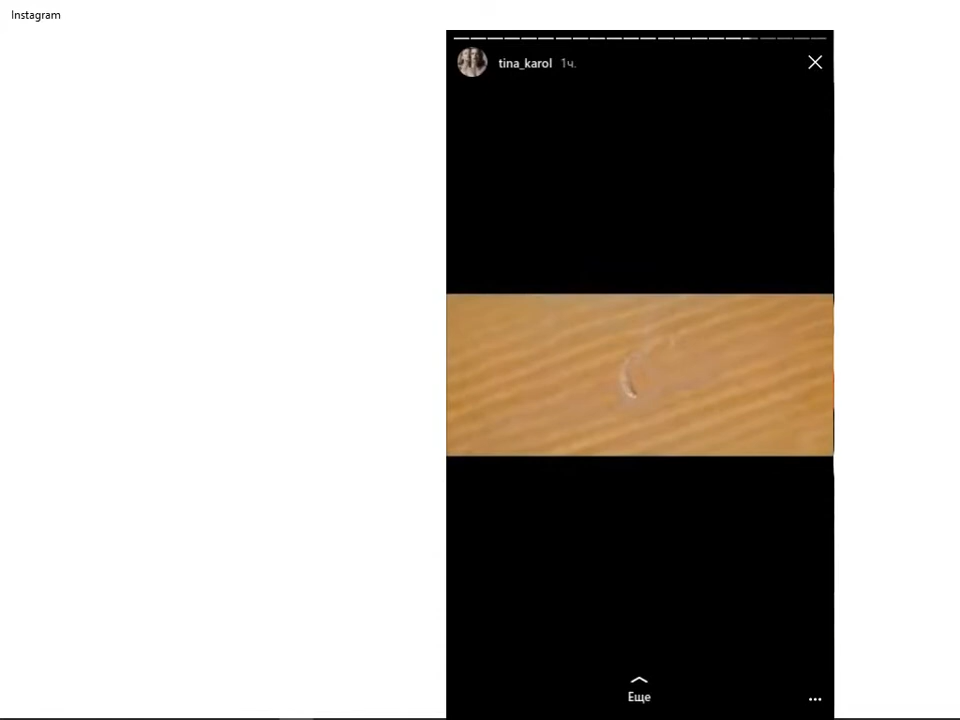 Instagram
tina_karol 1ч.
Еще